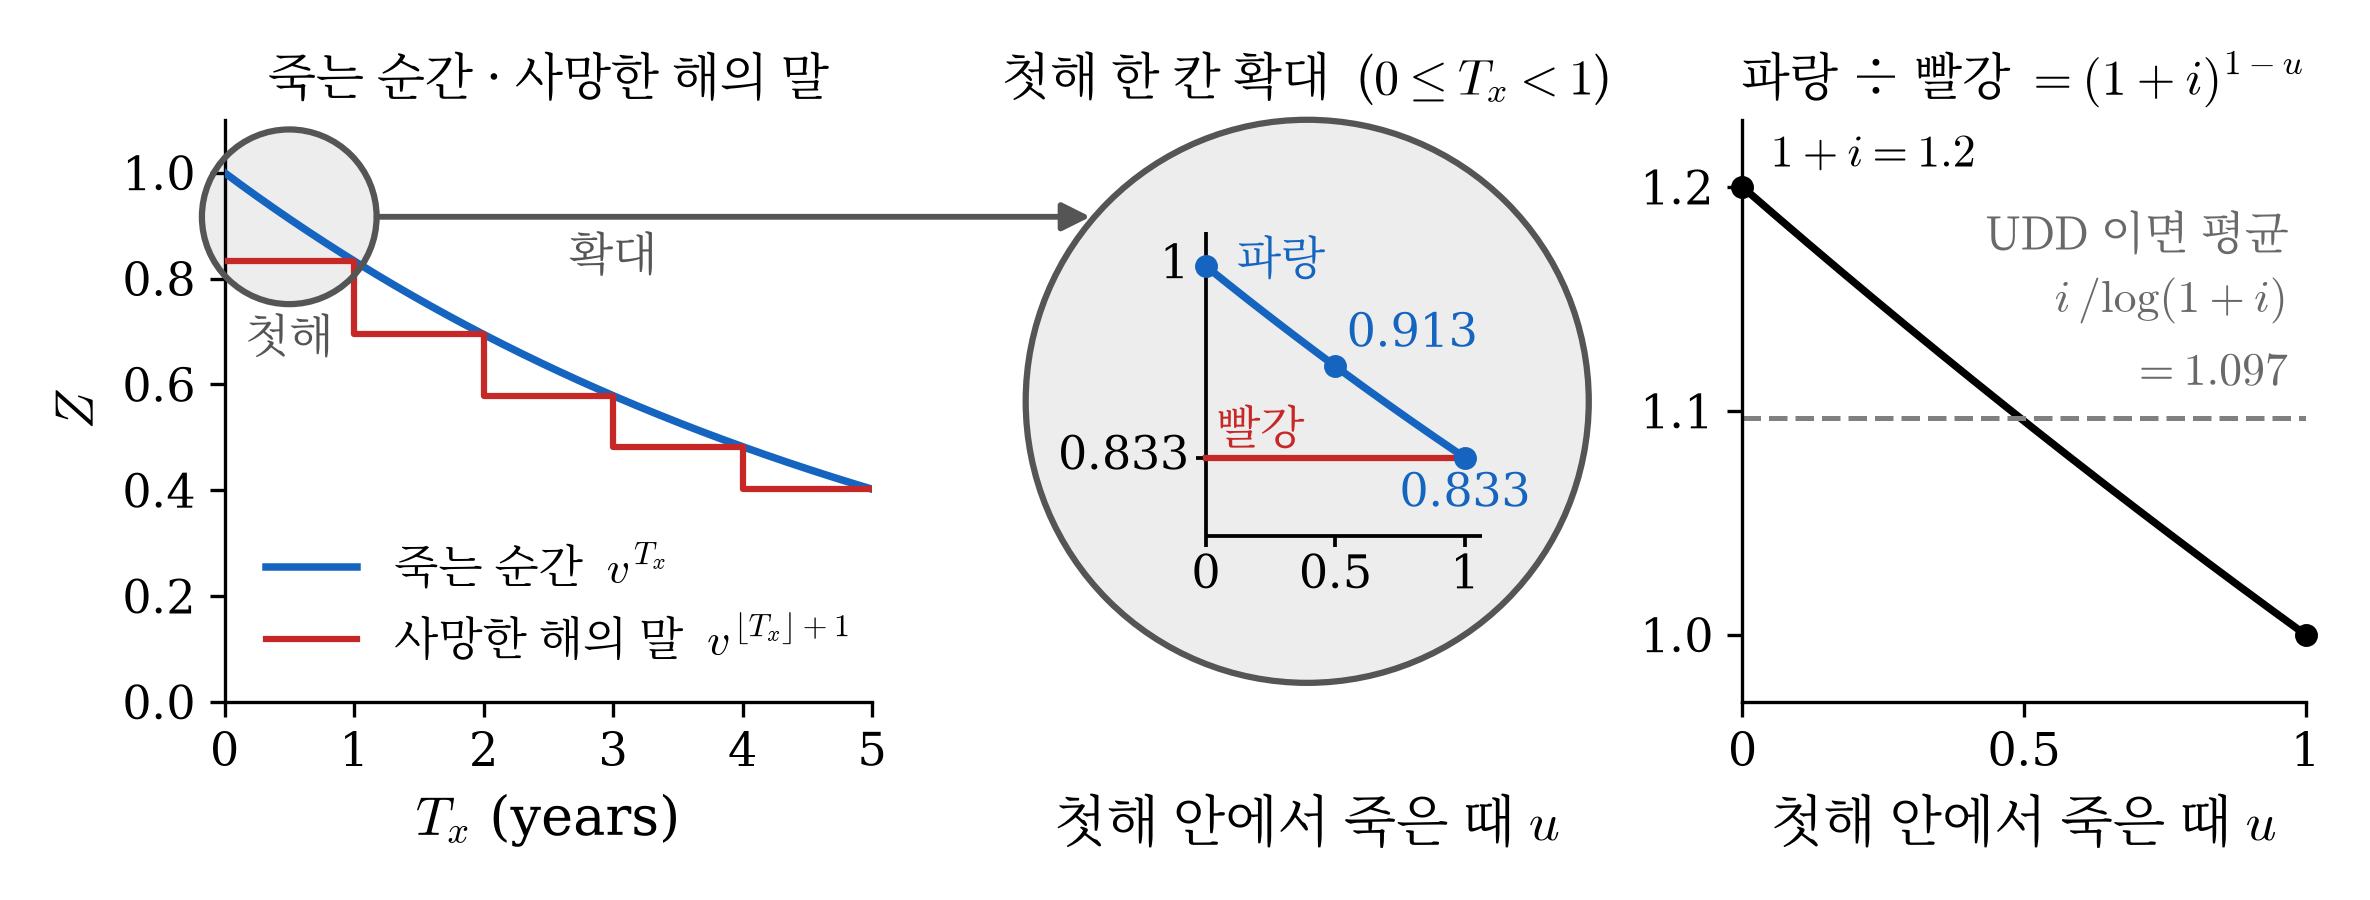 죽는 순간 · 사망한 해의 말
1.0
0.8
0.6
0.4
0.2
0.0
Z
0 1 2 3 4 5
T_x (years)
첫해
확대
죽는 순간 v^{T_x}
사망한 해의 말 v^{⌊T_x⌋+1}
첫해 한 칸 확대 (0 ≤ T_x < 1)
1
파랑
0.913
빨강
0.833
0.833
0 0.5 1
첫해 안에서 죽은 때 u
파랑 ÷ 빨강 = (1 + i)^{1 − u}
1 + i = 1.2
1.2
1.1
1.0
UDD 이면 평균
i /log(1 + i)
= 1.097
0 0.5 1
첫해 안에서 죽은 때 u